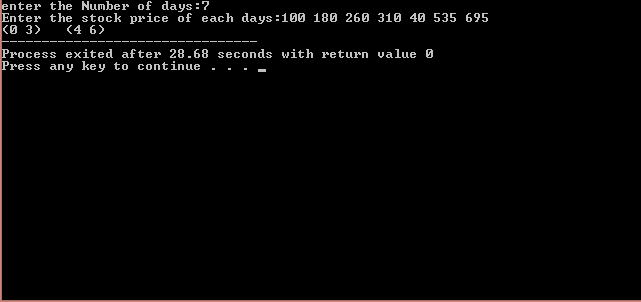 enter the Number of days:7
Enter the stock price of each days:100 180 260 310 40 535 695
(0 3)   (4 6)
--------------------------------
Process exited after 28.68 seconds with return value 0
Press any key to continue . . . _